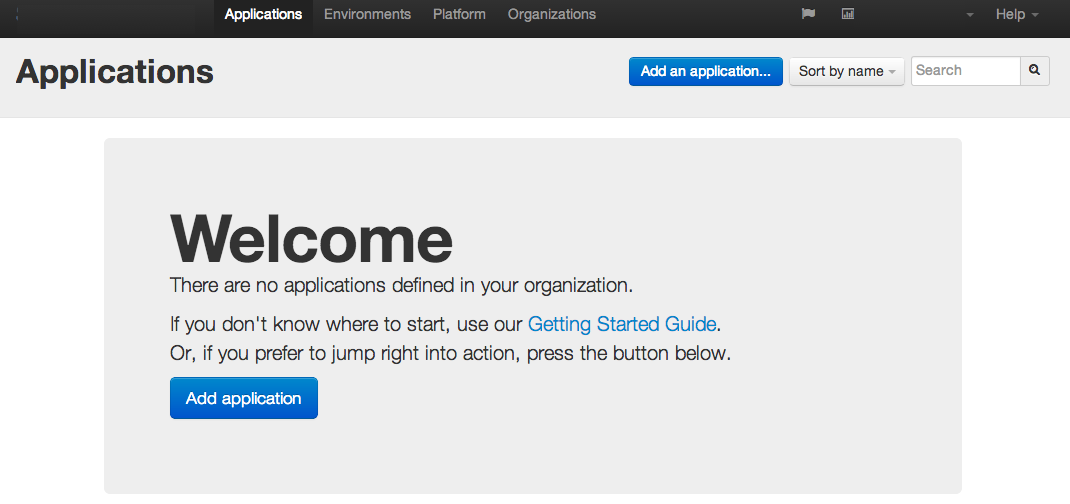 Applications Environments Platform Organizations Help
Applications
Add an application... Sort by name Search
Welcome
There are no applications defined in your organization.
If you don't know where to start, use our Getting Started Guide.
Or, if you prefer to jump right into action, press the button below.
Add application